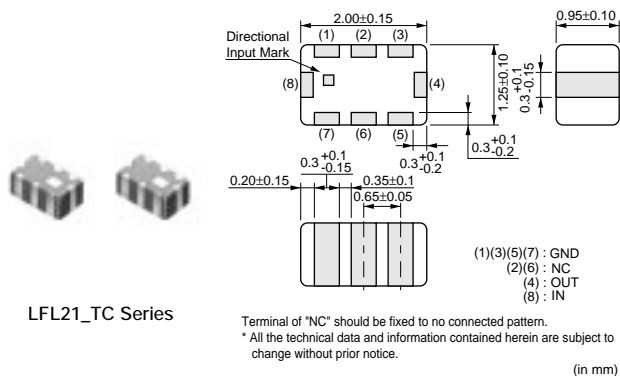 2.00±0.15
0.95±0.10
Directional
Input Mark
(1) (2) (3)
(8)
(4)
(7) (6) (5)
1.25±0.10
0.3 +0.1 -0.15
0.3 +0.1 -0.2
0.3 +0.1 -0.15
0.3 +0.1 -0.2
0.20±0.15
0.35±0.1
0.65±0.05
(1)(3)(5)(7) : GND
(2)(6) : NC
(4) : OUT
(8) : IN
LFL21_TC Series
Terminal of "NC" should be fixed to no connected pattern.
* All the technical data and information contained herein are subject to
change without prior notice.
(in mm)